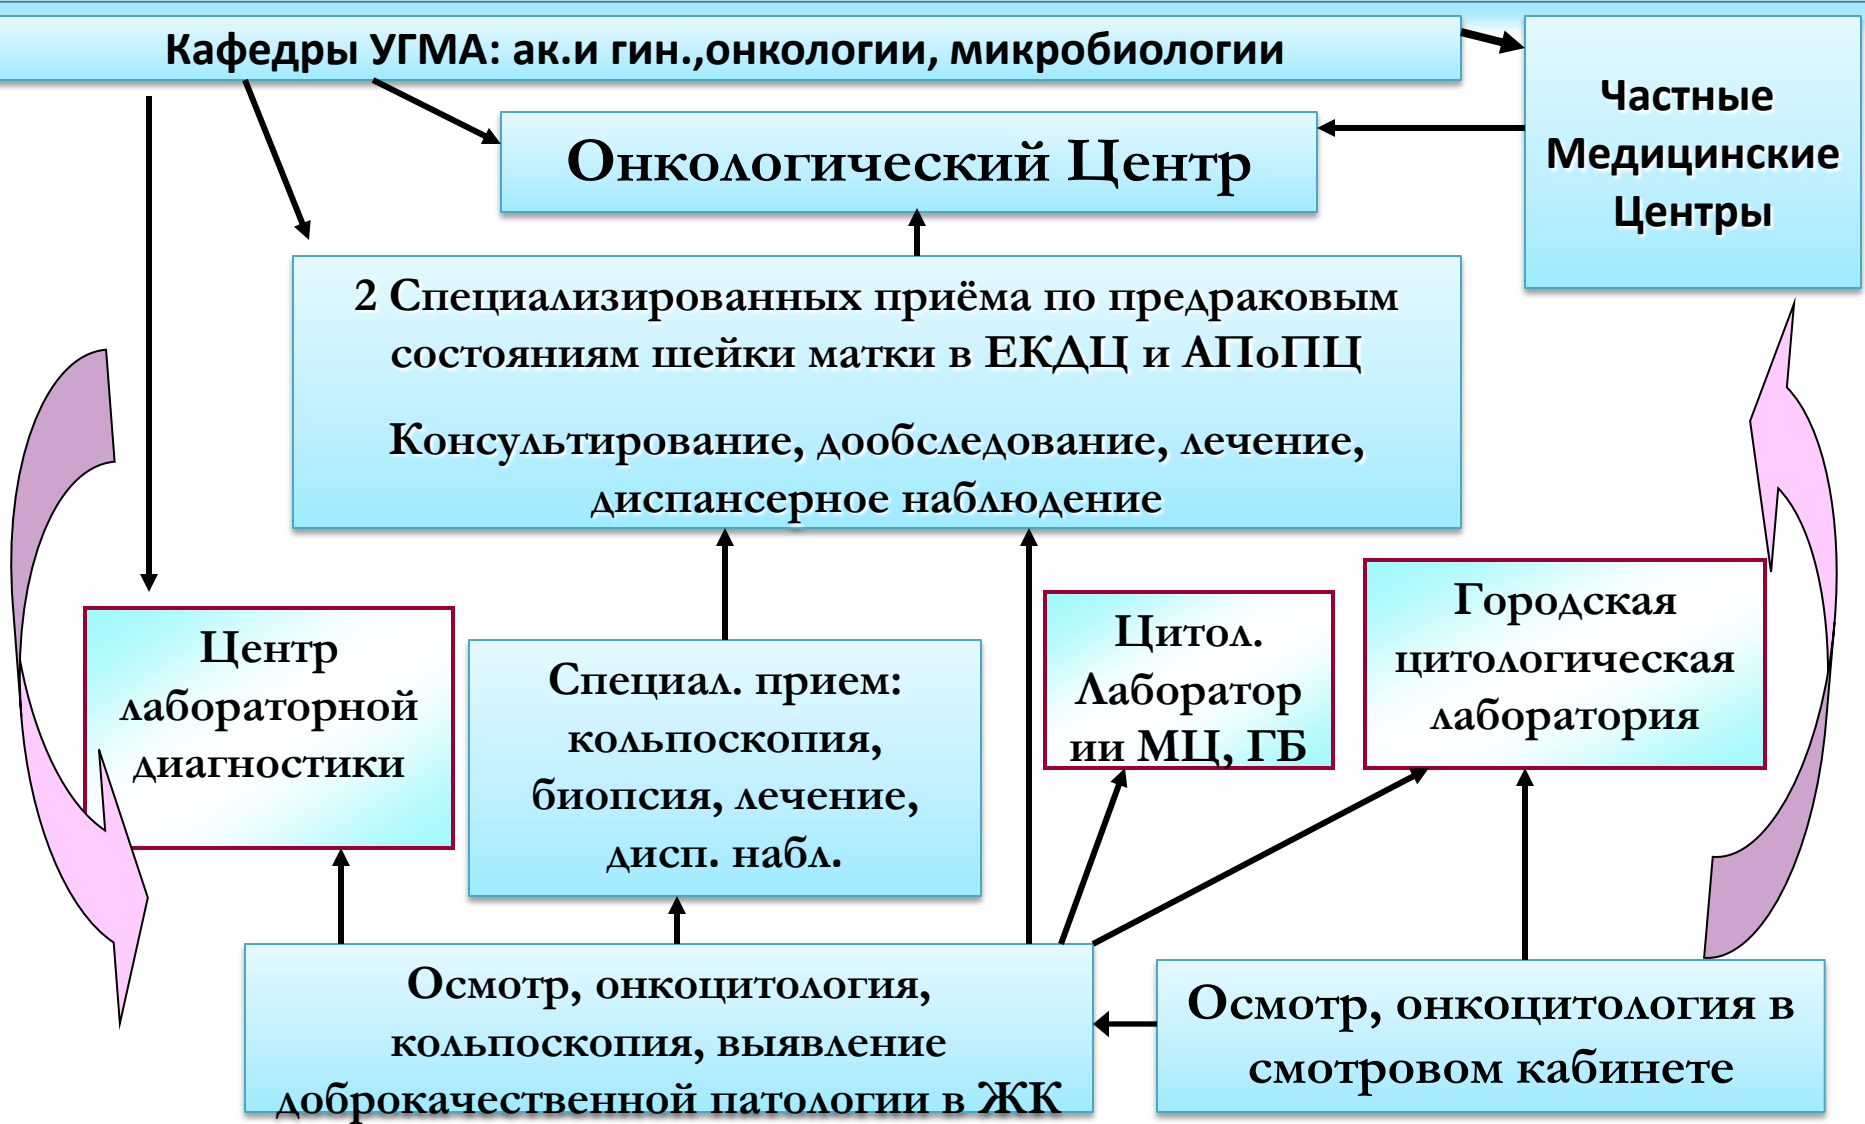 Кафедры УГМА: ак.и гин.,онкологии, микробиологии
Частные
Медицинские
Центры
Онкологический Центр
2 Специализированных приёма по предраковым
состояниям шейки матки в ЕКДЦ и АПоПЦ
Консультирование, дообследование, лечение,
диспансерное наблюдение
Центр
лабораторной
диагностики
Специал. прием:
кольпоскопия,
биопсия, лечение,
дисп. набл.
Цитол.
Лаборатор
ии МЦ, ГБ
Городская
цитологическая
лаборатория
Осмотр, онкоцитология,
кольпоскопия, выявление
доброкачественной патологии в ЖК
Осмотр, онкоцитология в
смотровом кабинете